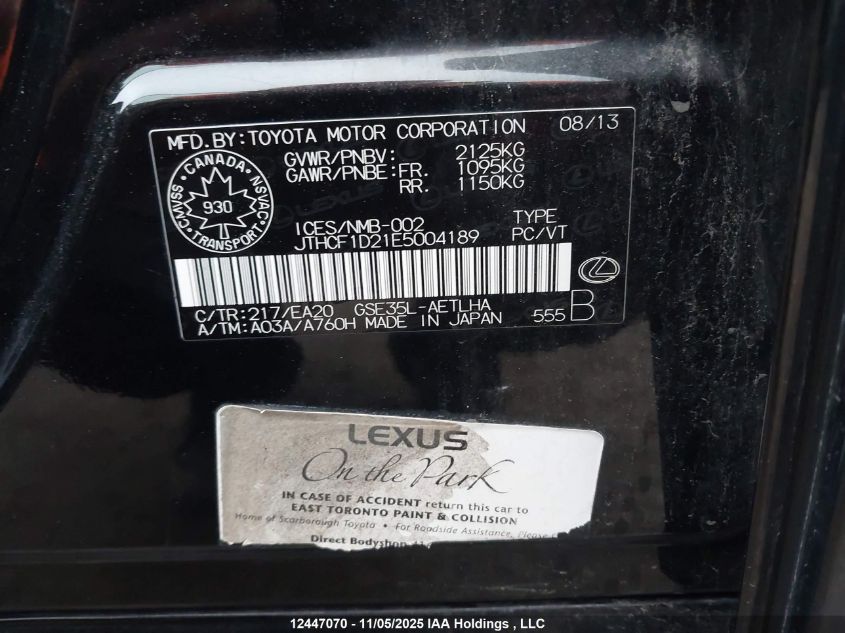 MFD.BY:TOYOTA MOTOR CORPORATION 08/13
GVWR/PNBV: 2125KG
GAWR/PNBE:FR. 1095KG
RR. 1150KG
CANADA
CMVSS NSVAC
930
TRANSPORT
ICES/NMB-002 TYPE
JTHCF1D21E5004189 PC/VT
C/TR:217/EA20 GSE35L-AETLHA
A/TM:A03A/A760H MADE IN JAPAN 555 B
LEXUS
On the Park
IN CASE OF ACCIDENT return this car to
EAST TORONTO PAINT & COLLISION
Home of Scarborough Toyota • For Roadside Assistance, Please
Direct Bodyshop
12447070 - 11/05/2025 IAA Holdings , LLC